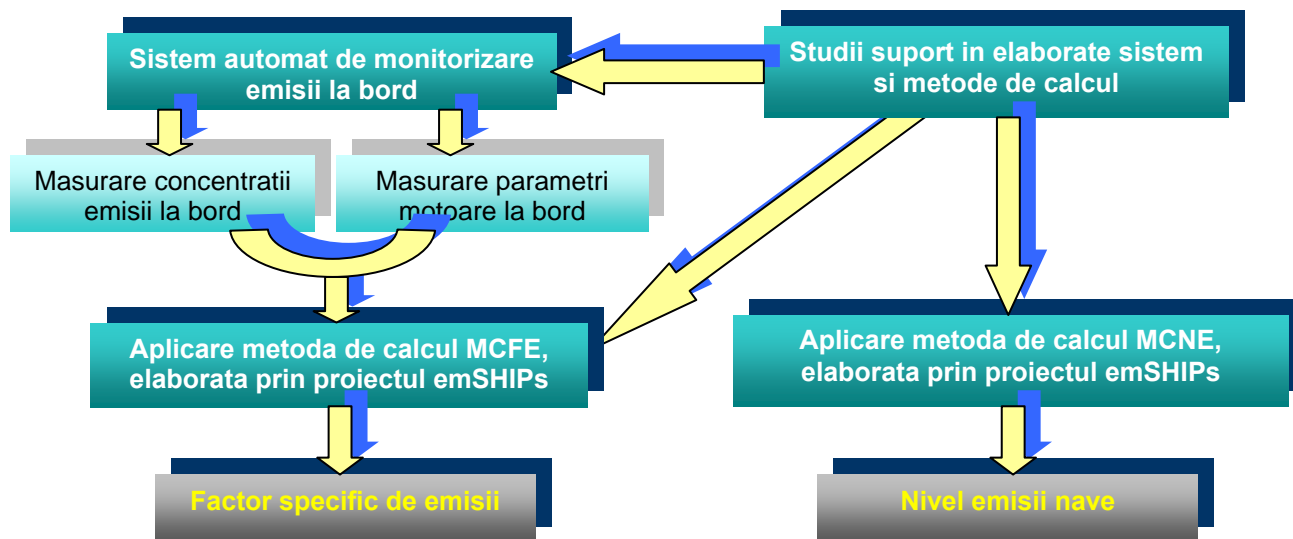 Sistem automat de monitorizare
emisii la bord
Studii suport in elaborate sistem
si metode de calcul
Masurare concentratii
emisii la bord
Masurare parametri
motoare la bord
Aplicare metoda de calcul MCFE,
elaborata prin proiectul emSHIPs
Aplicare metoda de calcul MCNE,
elaborata prin proiectul emSHIPs
Factor specific de emisii
Nivel emisii nave